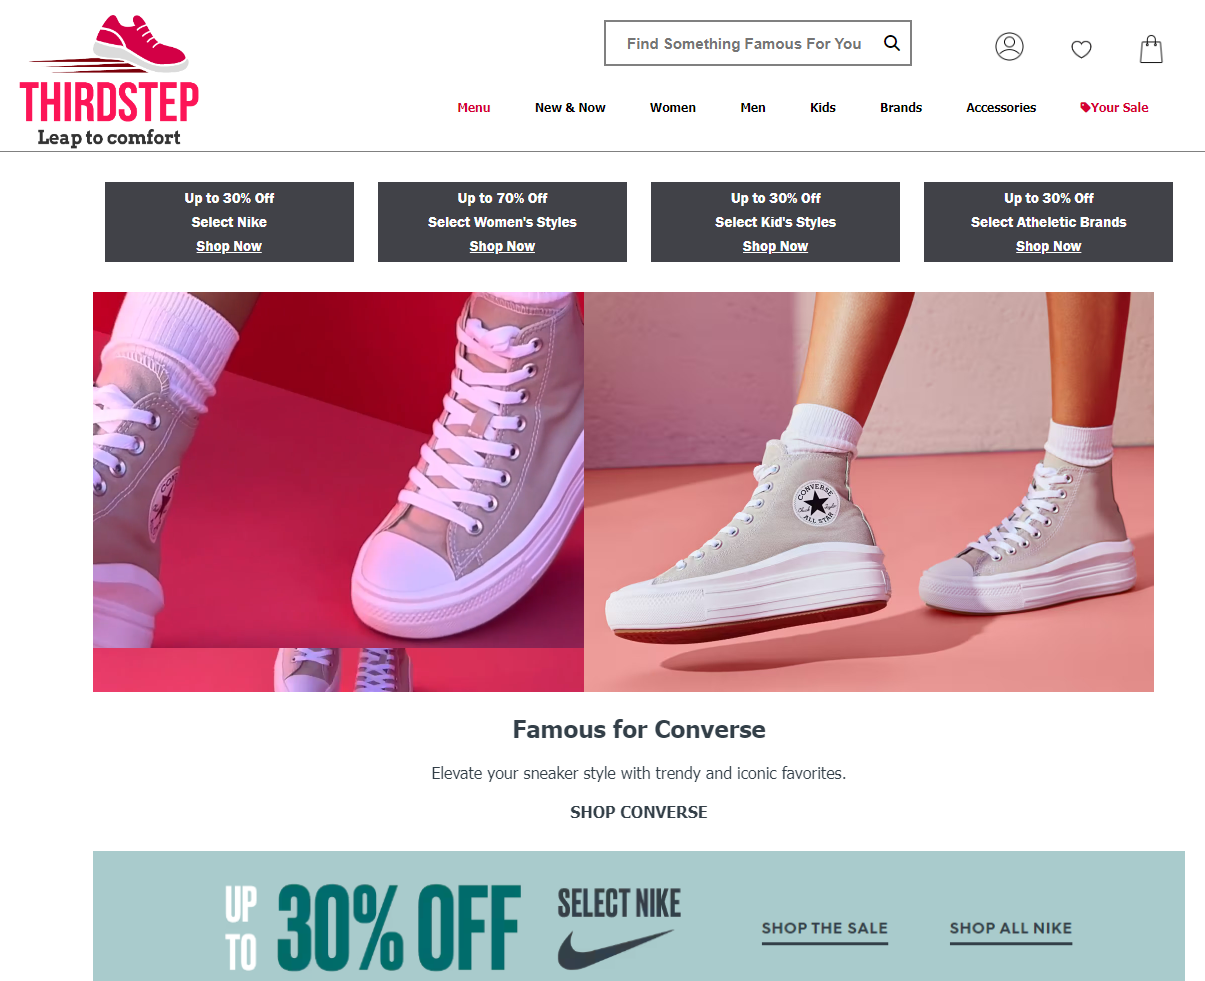 THIRDSTEP
Leap to comfort
Find Something Famous For You
Menu New & Now Women Men Kids Brands Accessories Your Sale
Up to 30% Off
Select Nike
Shop Now
Up to 70% Off
Select Women's Styles
Shop Now
Up to 30% Off
Select Kid's Styles
Shop Now
Up to 30% Off
Select Atheletic Brands
Shop Now
CONVERSE
ALL STAR
Famous for Converse
Elevate your sneaker style with trendy and iconic favorites.
SHOP CONVERSE
UP TO
30% OFF
SELECT NIKE
SHOP THE SALE
SHOP ALL NIKE